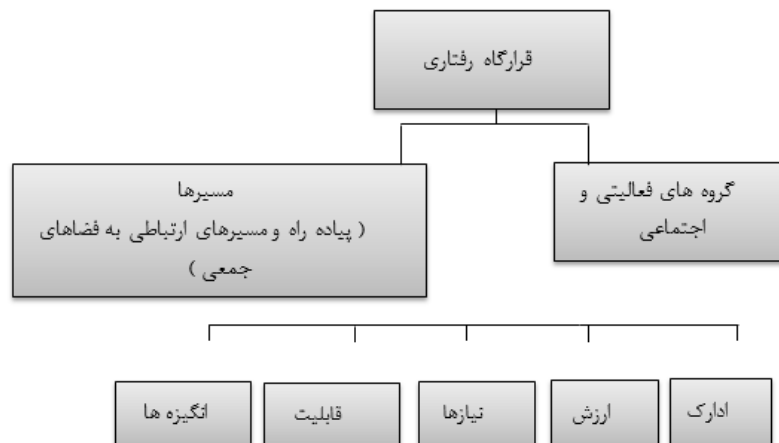 قرارگاه رفتاری
گروه های فعالیتی و
اجتماعی
مسیرها
( پیاده راه و مسیرهای ارتباطی به فضاهای
جمعی )
ادارک
ارزش
نیازها
قابلیت
انگیزه ها